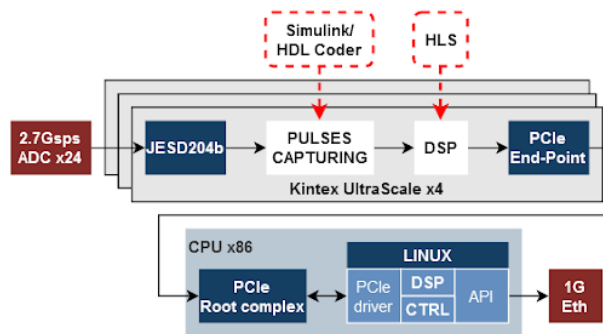 Simulink/
HDL Coder
HLS
2.7Gsps
ADC x24
JESD204b
PULSES
CAPTURING
DSP
PCIe
End-Point
Kintex UltraScale x4
CPU x86
PCIe
Root complex
LINUX
PCIe
driver
DSP
CTRL
API
1G
Eth